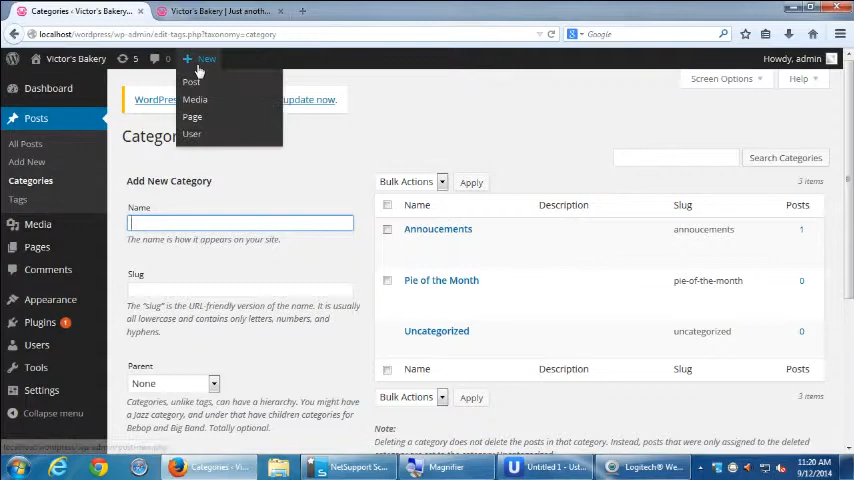 Categories ‹ Victor's Bakery... × Victor's Bakery | Just anoth... × +
localhost/wordpress/wp-admin/edit-tags.php?taxonomy=category
Google
Victor's Bakery 5 0 + New Howdy, admin
Post
Media
Page
User
Screen Options
Help
WordPress update now.
Dashboard
Posts
All Posts
Add New
Categories
Tags
Media
Pages
Comments
Appearance
Plugins 1
Users
Tools
Settings
Collapse menu
Categor
Search Categories
Add New Category
Name
The name is how it appears on your site.
Slug
The "slug" is the URL-friendly version of the name. It is usually
all lowercase and contains only letters, numbers, and
hyphens.
Parent
None
Categories, unlike tags, can have a hierarchy. You might have
a Jazz category, and under that have children categories for
Bebop and Big Band. Totally optional.
Bulk Actions Apply 3 items
Name Description Slug Posts
Annoucements annoucements 1
Pie of the Month pie-of-the-month 0
Uncategorized uncategorized 0
Name Description Slug Posts
Bulk Actions Apply 3 items
Note:
Deleting a category does not delete the posts in that category. Instead, posts that were only assigned to the deleted
Categories ‹ Vi... NetSupport Sc... Magnifier Untitled 1 - Ust... Logitech® We...
11:20 AM
9/12/2014